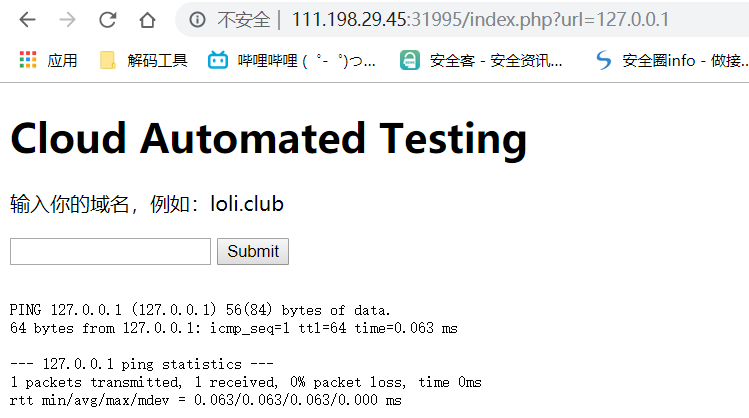 不安全 | 111.198.29.45:31995/index.php?url=127.0.0.1
应用 解码工具 哔哩哔哩 ( ゜- ゜)つ... 安全客 - 安全资讯... 安全圈info - 做接...
Cloud Automated Testing
输入你的域名，例如：loli.club
Submit
PING 127.0.0.1 (127.0.0.1) 56(84) bytes of data.
64 bytes from 127.0.0.1: icmp_seq=1 ttl=64 time=0.063 ms
--- 127.0.0.1 ping statistics ---
1 packets transmitted, 1 received, 0% packet loss, time 0ms
rtt min/avg/max/mdev = 0.063/0.063/0.063/0.000 ms